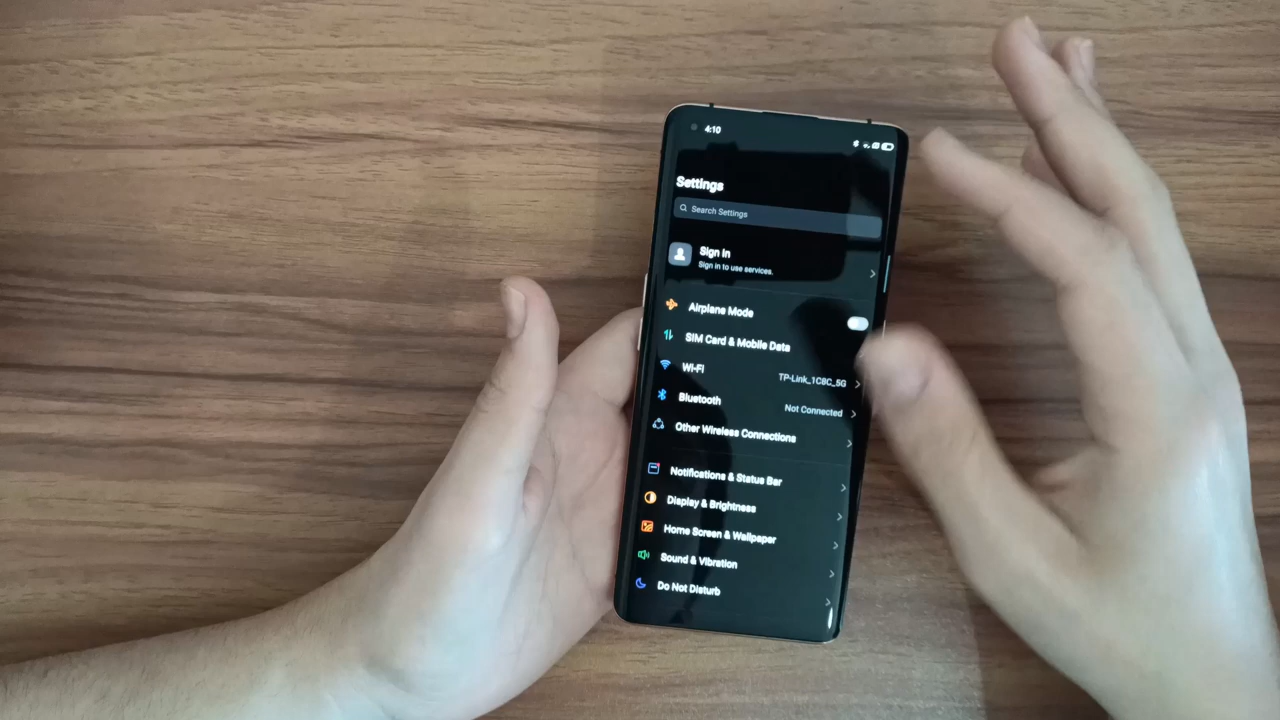 4:10
Settings
Search Settings
Sign In
Sign in to use services.
Airplane Mode
SIM Card & Mobile Data
Wi-Fi TP-Link_1C8C_5G
Bluetooth Not Connected
Other Wireless Connections
Notifications & Status Bar
Display & Brightness
Home Screen & Wallpaper
Sound & Vibration
Do Not Disturb